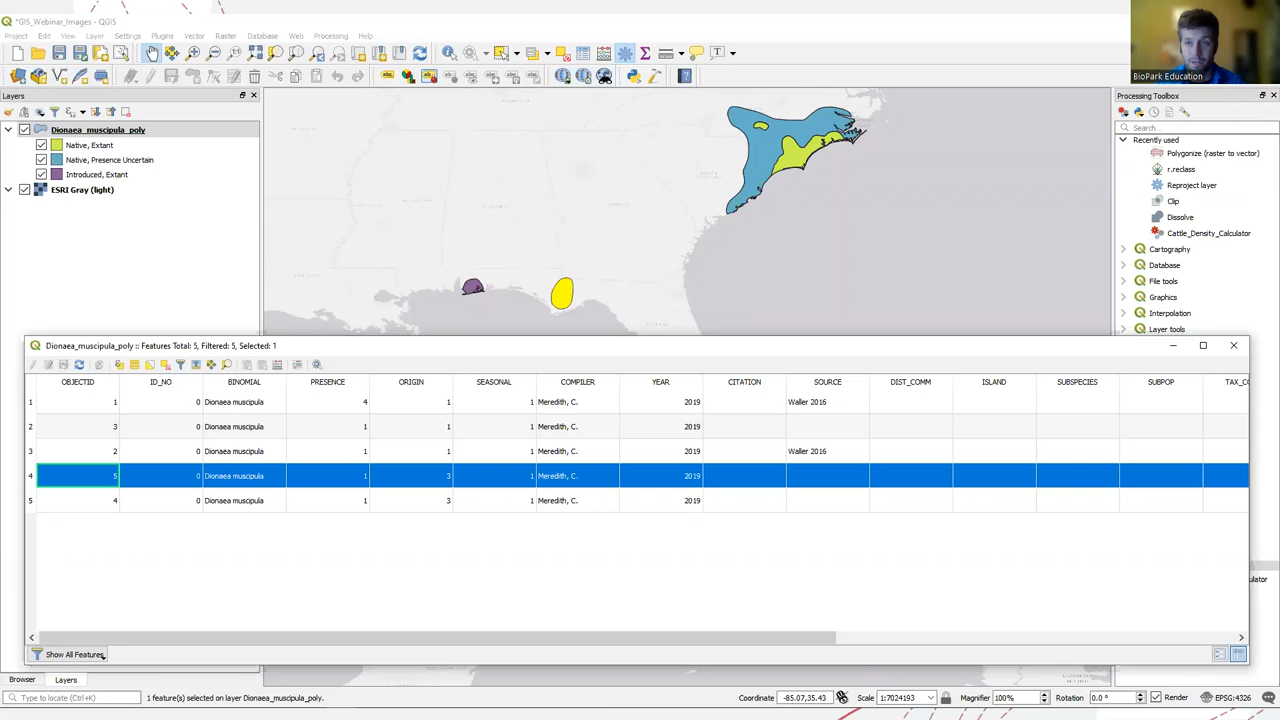 *GIS_Webinar_Images - QGIS
Project Edit View Layer Settings Plugins Vector Raster Database Web Processing Help
BioPark Education
Layers
Dionaea_muscipula_poly
Native, Extant
Native, Presence Uncertain
Introduced, Extant
ESRI Gray (light)
Processing Toolbox
Search...
Recently used
Polygonize (raster to vector)
r.reclass
Reproject layer
Clip
Dissolve
Cattle_Density_Calculator
Cartography
Database
File tools
Graphics
Interpolation
Layer tools
Dionaea_muscipula_poly :: Features Total: 5, Filtered: 5, Selected: 1
OBJECTID ID_NO BINOMIAL PRESENCE ORIGIN SEASONAL COMPILER YEAR CITATION SOURCE DIST_COMM ISLAND SUBSPECIES SUBPOP TAX_CO
1 1 0 Dionaea muscipula 4 1 1 Meredith, C. 2019 Waller 2016
2 3 0 Dionaea muscipula 1 1 1 Meredith, C. 2019
3 2 0 Dionaea muscipula 1 1 1 Meredith, C. 2019 Waller 2016
4 5 0 Dionaea muscipula 1 3 1 Meredith, C. 2019
5 4 0 Dionaea muscipula 1 3 1 Meredith, C. 2019
ulator
Show All Features
Browser Layers
Type to locate (Ctrl+K) 1 feature(s) selected on layer Dionaea_muscipula_poly. Coordinate -85.07,35.43 Scale 1:7024193 Magnifier 100% Rotation 0.0 ° Render EPSG:4326